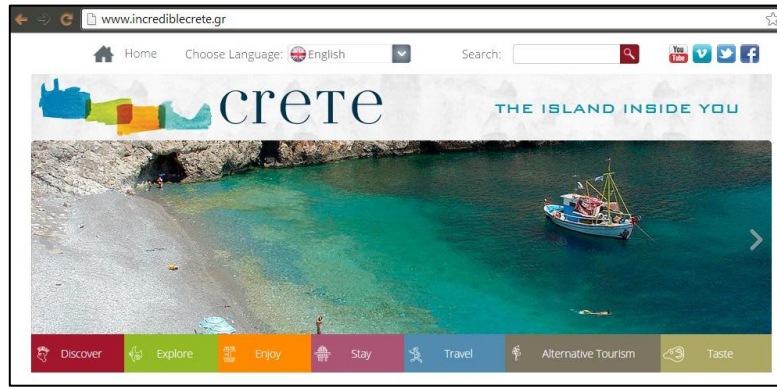 www.incrediblecrete.gr
Home Choose Language: English Search: You Tube
crete THE ISLAND INSIDE YOU
Discover Explore Enjoy Stay Travel Alternative Tourism Taste